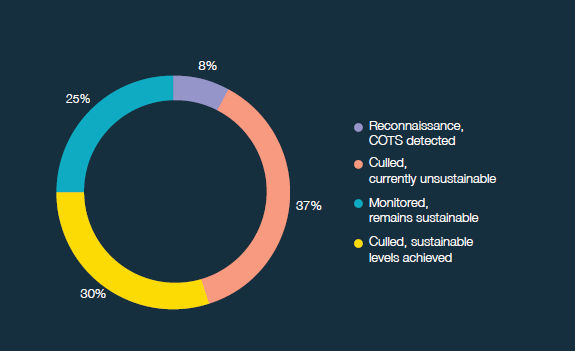 8%
25%
37%
30%
Reconnaissance,
COTS detected
Culled,
currently unsustainable
Monitored,
remains sustainable
Culled, sustainable
levels achieved